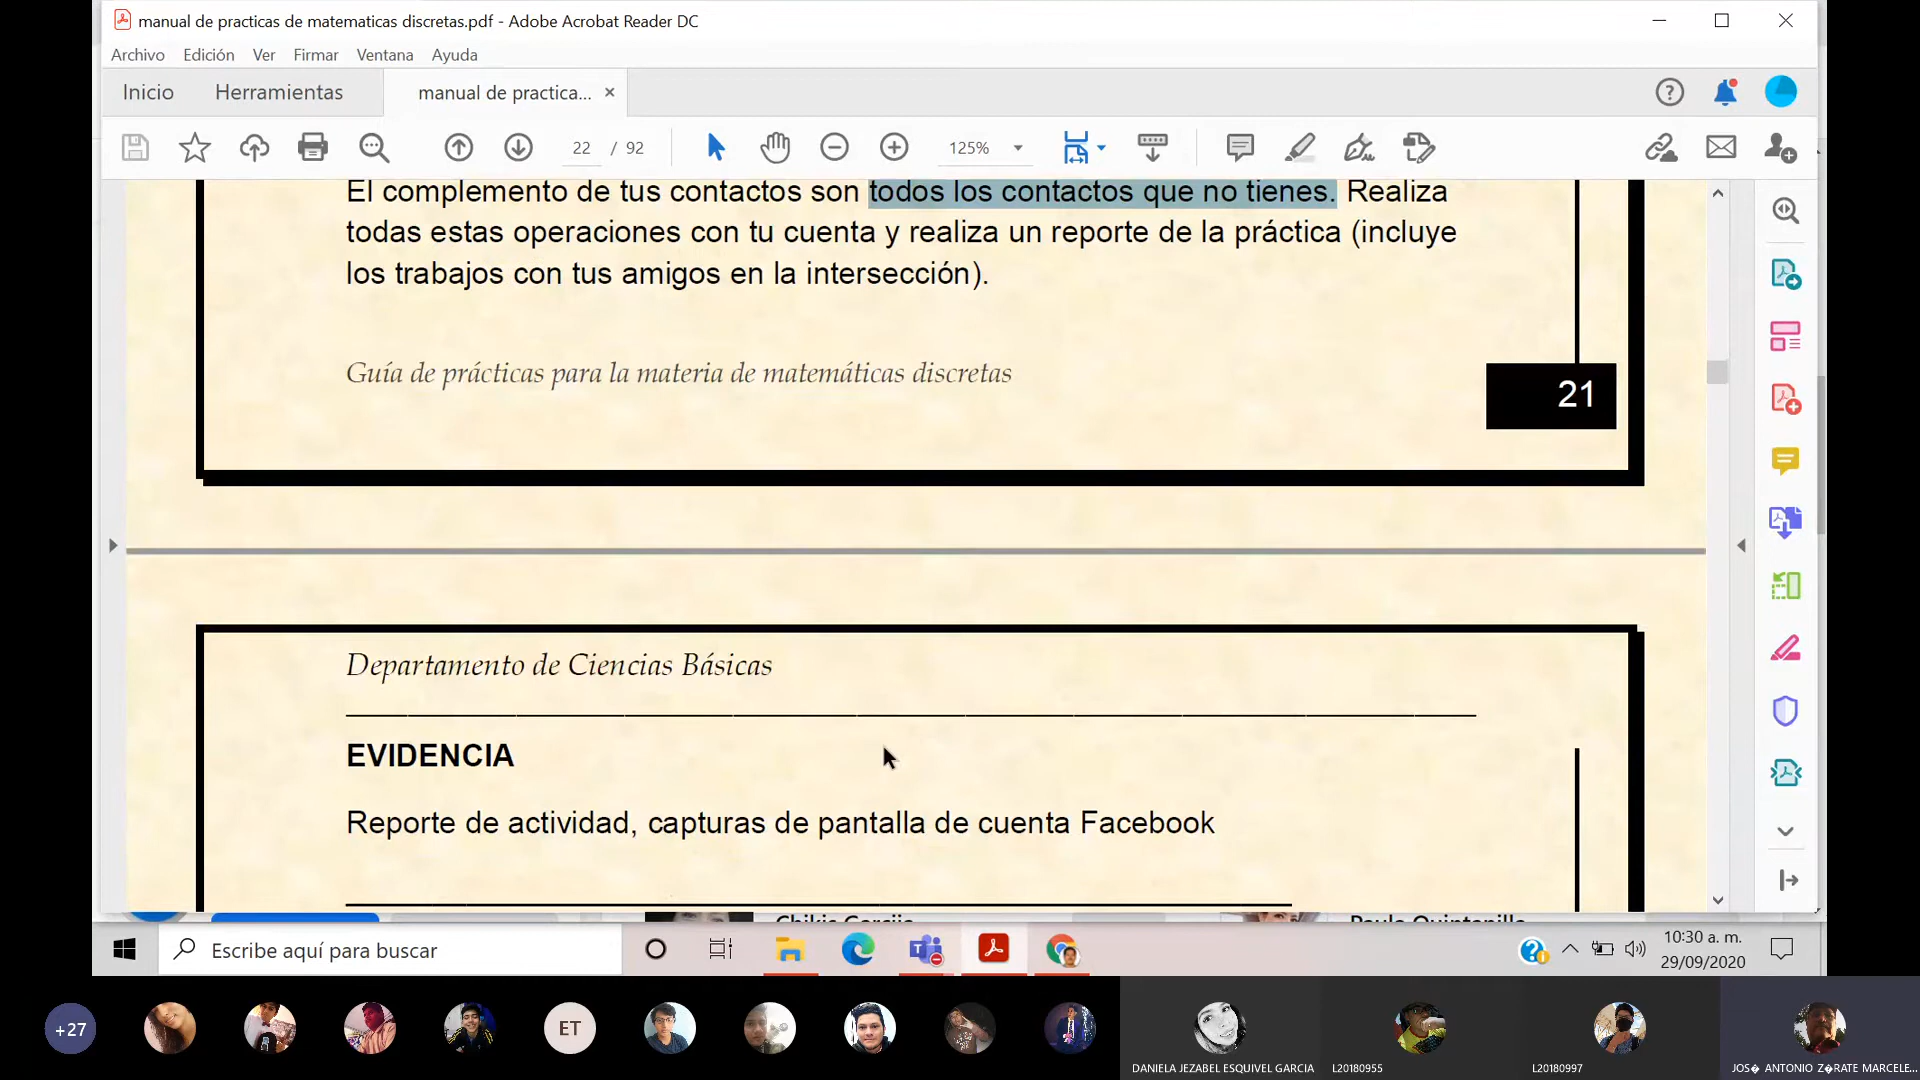 manual de practicas de matematicas discretas.pdf - Adobe Acrobat Reader DC
Archivo Edición Ver Firmar Ventana Ayuda
Inicio Herramientas manual de practica... ×
22 / 92 125%
El complemento de tus contactos son todos los contactos que no tienes. Realiza
todas estas operaciones con tu cuenta y realiza un reporte de la práctica (incluye
los trabajos con tus amigos en la intersección).
Guía de prácticas para la materia de matemáticas discretas
21
Departamento de Ciencias Básicas
EVIDENCIA
Reporte de actividad, capturas de pantalla de cuenta Facebook
Escribe aquí para buscar
10:30 a. m.
29/09/2020
+27
ET
DANIELA JEZABEL ESQUIVEL GARCIA
L20180955
L20180997
JOS� ANTONIO Z�RATE MARCELE...